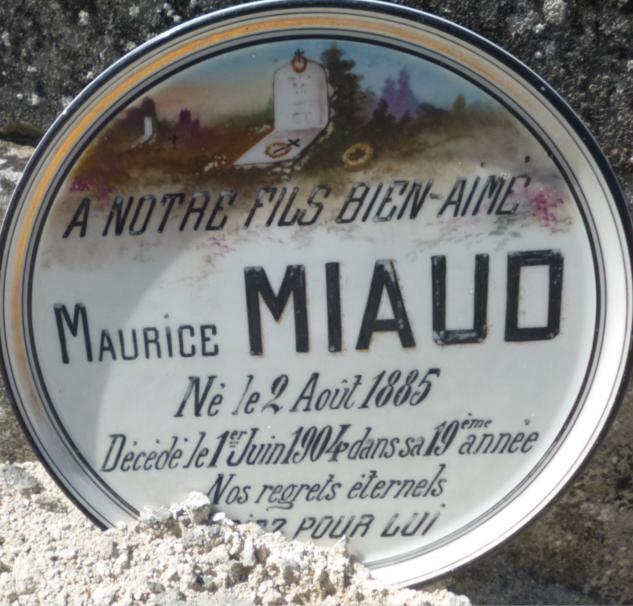 A NOTRE FILS BIEN-AIMÉ
MAURiCE MIAUD
Né le 2 Août 1885
Décédé le 1er Juin 1904 dans sa 19ème année
Nos regrets éternels
POUR LUI